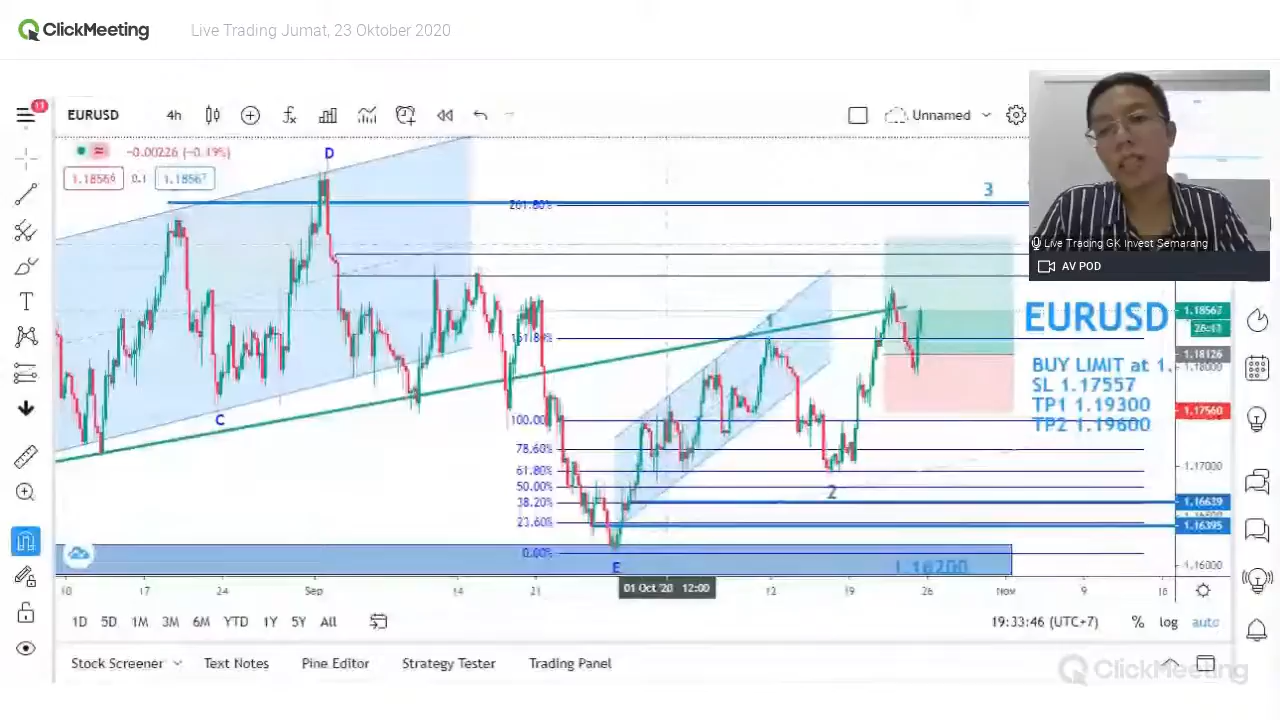 ClickMeeting
Live Trading Jumat, 23 Oktober 2020
11
EURUSD
4h
Unnamed
-0.00226 (-0.19%)
1.18566
0.1
1.18567
D
261.80%
3
Live Trading GK Invest Semarang
AV POD
EURUSD
BUY LIMIT at 1.
SL 1.17557
TP1 1.19300
TP2 1.19600
1.18567
1.18126
1.18000
1.17560
1.17000
1.16639
1.16395
1.16000
1
C
100.00
78.60%
61.80%
50.00%
38.20%
23.60%
0.00%
2
E
1.16200
17
Sep
14
21
01 Oct '20 12:00
12
19
26
Nov
9
1D
5D
1M
3M
6M
YTD
1Y
5Y
All
19:33:46 (UTC+7)
%
log
auto
Stock Screener
Text Notes
Pine Editor
Strategy Tester
Trading Panel
ClickMeeting